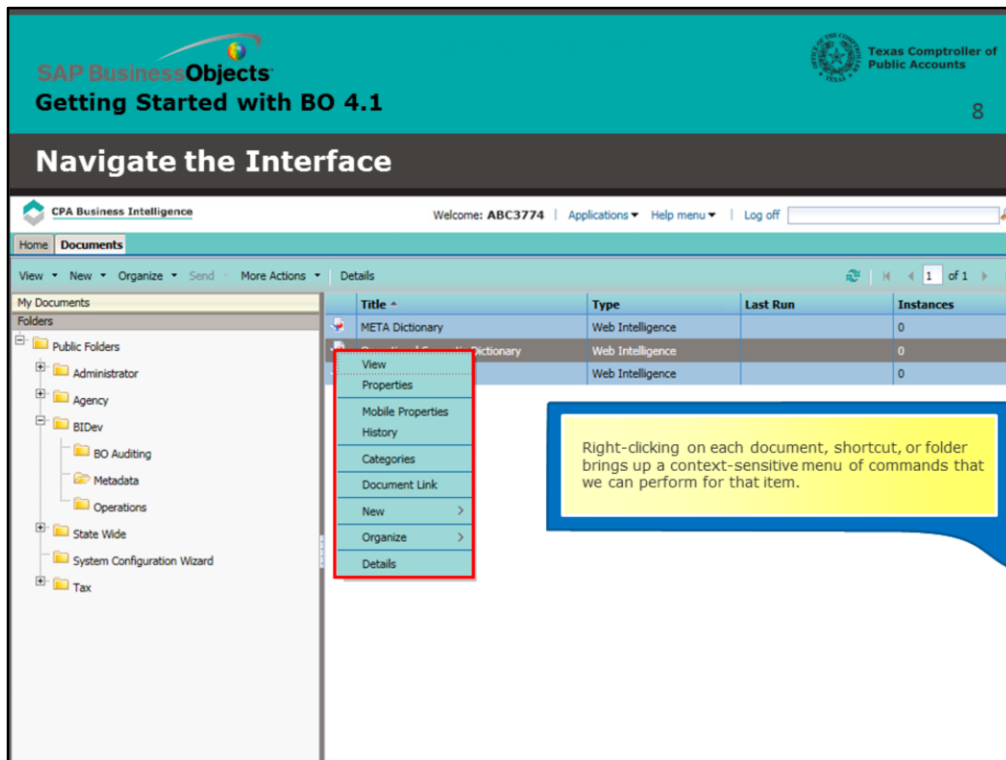 SAP BusinessObjects
Getting Started with BO 4.1
Texas Comptroller of
Public Accounts
8
Navigate the Interface
CPA Business Intelligence
Welcome: ABC3774 | Applications Help menu | Log off
Home Documents
View New Organize Send More Actions Details 1 of 1
My Documents
Title Type Last Run Instances
Folders
META Dictionary Web Intelligence 0
Public Folders
Dictionary Web Intelligence 0
Administrator
Web Intelligence 0
Agency
BIDev
BO Auditing
Metadata
Operations
State Wide
System Configuration Wizard
Tax
View
Properties
Mobile Properties
History
Categories
Document Link
New
Organize
Details
Right-clicking on each document, shortcut, or folder
brings up a context-sensitive menu of commands that
we can perform for that item.